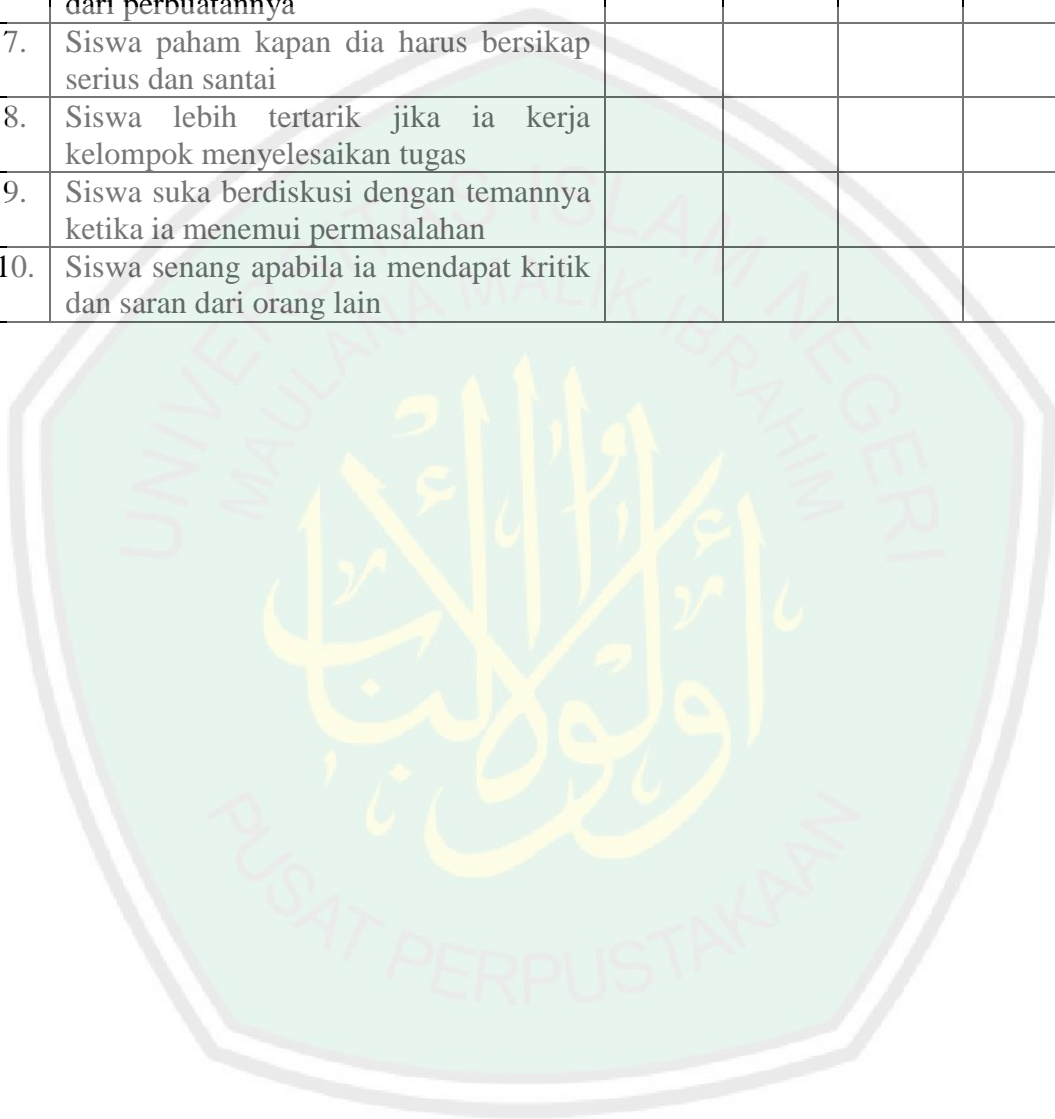 dari perbuatannya
7. Siswa paham kapan dia harus bersikap
serius dan santai
8. Siswa lebih tertarik jika ia kerja
kelompok menyelesaikan tugas
9. Siswa suka berdiskusi dengan temannya
ketika ia menemui permasalahan
10. Siswa senang apabila ia mendapat kritik
dan saran dari orang lain
UNIVERSITAS ISLAM NEGERI
MAULANA MALIK IBRAHIM
أولوا الألباب
PUSAT PERPUSTAKAAN